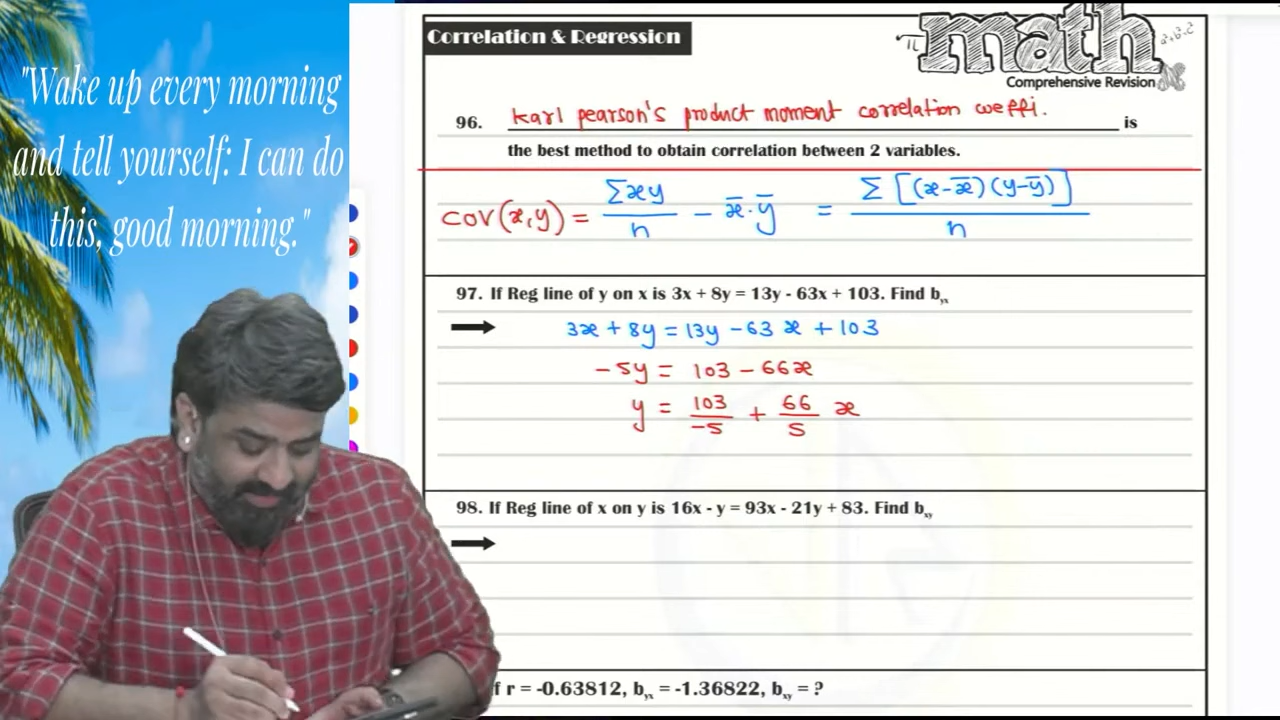 "Wake up every morning
and tell yourself: I can do
this, good morning."
Correlation & Regression
π math a²+b²=c²
Comprehensive Revision
96. Karl pearson's product moment correlation coeffi. is
the best method to obtain correlation between 2 variables.
cov(x,y) = Σxy/n - x̄·ȳ = Σ[(x-x̄)(y-ȳ)]/n
97. If Reg line of y on x is 3x + 8y = 13y - 63x + 103. Find byx
3x + 8y = 13y - 63x + 103
-5y = 103 - 66x
y = 103/-5 + 66/5 x
98. If Reg line of x on y is 16x - y = 93x - 21y + 83. Find bxy
f r = -0.63812, byx = -1.36822, bxy = ?